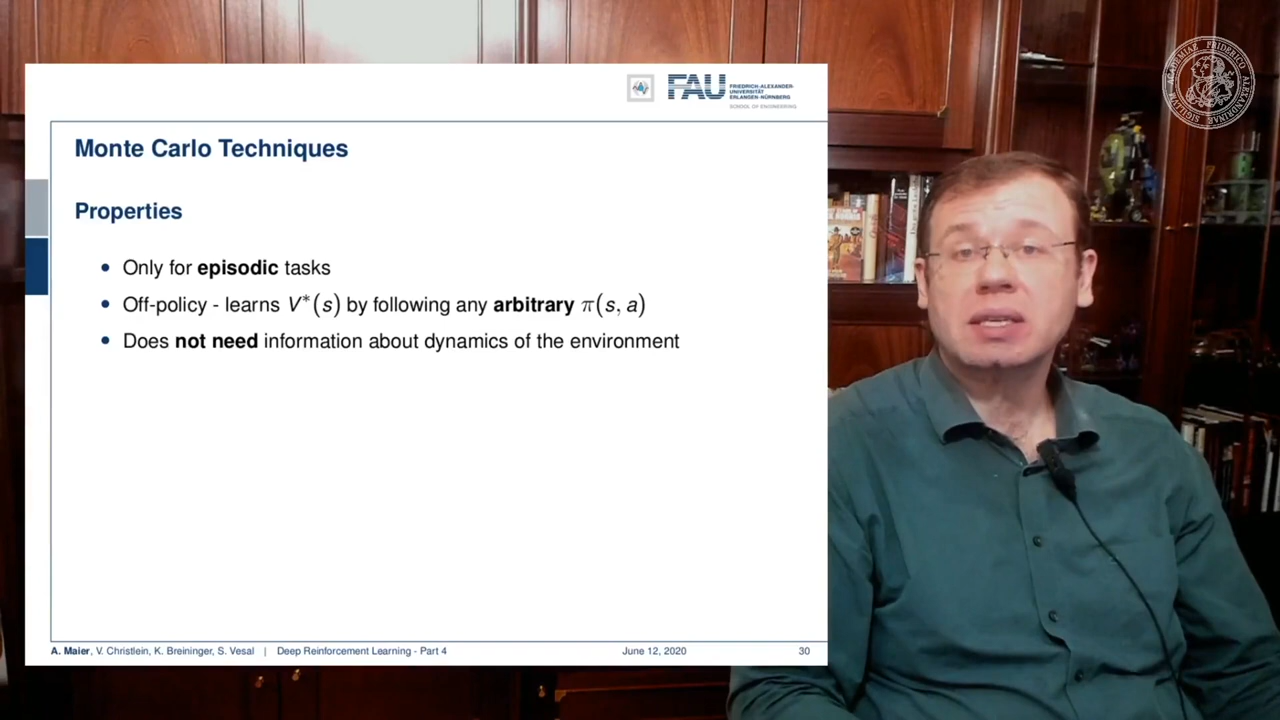 FAU
FRIEDRICH-ALEXANDER-
UNIVERSITÄT
ERLANGEN-NÜRNBERG
SCHOOL OF ENGINEERING
Monte Carlo Techniques
Properties
• Only for episodic tasks
• Off-policy - learns V*(s) by following any arbitrary π(s, a)
• Does not need information about dynamics of the environment
A. Maier, V. Christlein, K. Breininger, S. Vesal | Deep Reinforcement Learning - Part 4 June 12, 2020 30